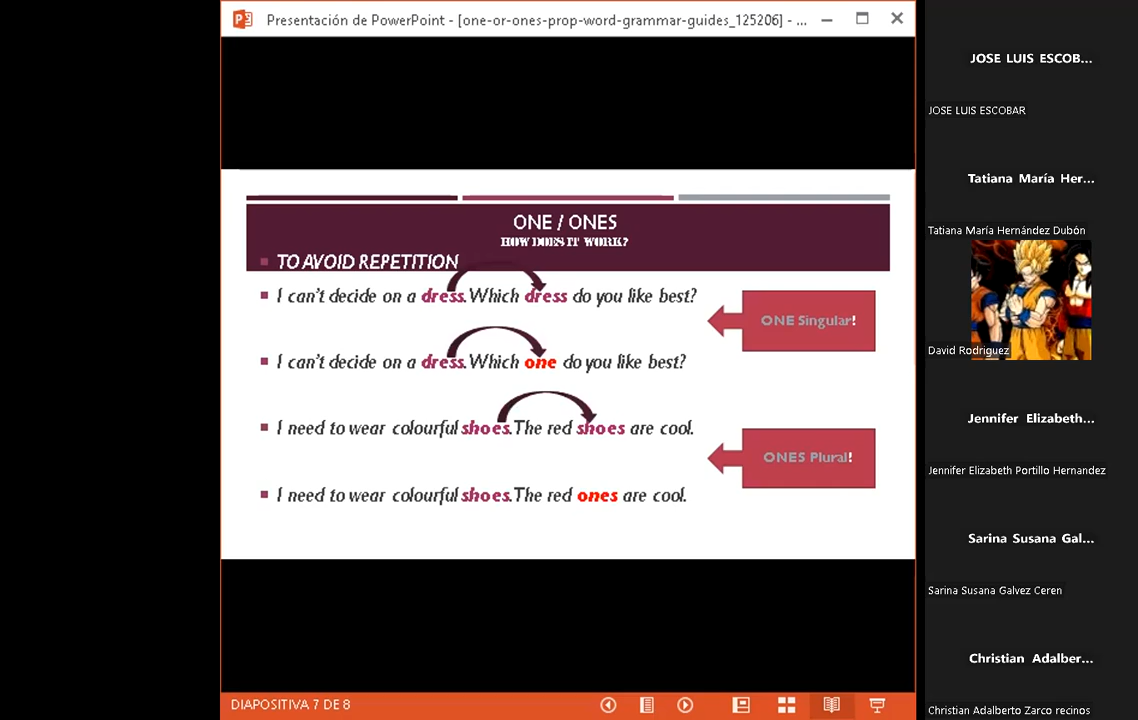 Presentación de PowerPoint - [one-or-ones-prop-word-grammar-guides_125206] - ...
ONE / ONES
HOW DOES IT WORK?
TO AVOID REPETITION
I can't decide on a dress. Which dress do you like best?
ONE Singular!
I can't decide on a dress. Which one do you like best?
I need to wear colourful shoes. The red shoes are cool.
ONES Plural!
I need to wear colourful shoes. The red ones are cool.
DIAPOSITIVA 7 DE 8
JOSE LUIS ESCOB...
JOSE LUIS ESCOBAR
Tatiana María Her...
Tatiana María Hernández Dubón
David Rodriguez
Jennifer Elizabeth...
Jennifer Elizabeth Portillo Hernandez
Sarina Susana Gal...
Sarina Susana Galvez Ceren
Christian Adalber...
Christian Adalberto Zarco recinos